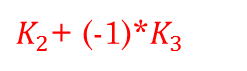 K₂+ (-1)*K₃